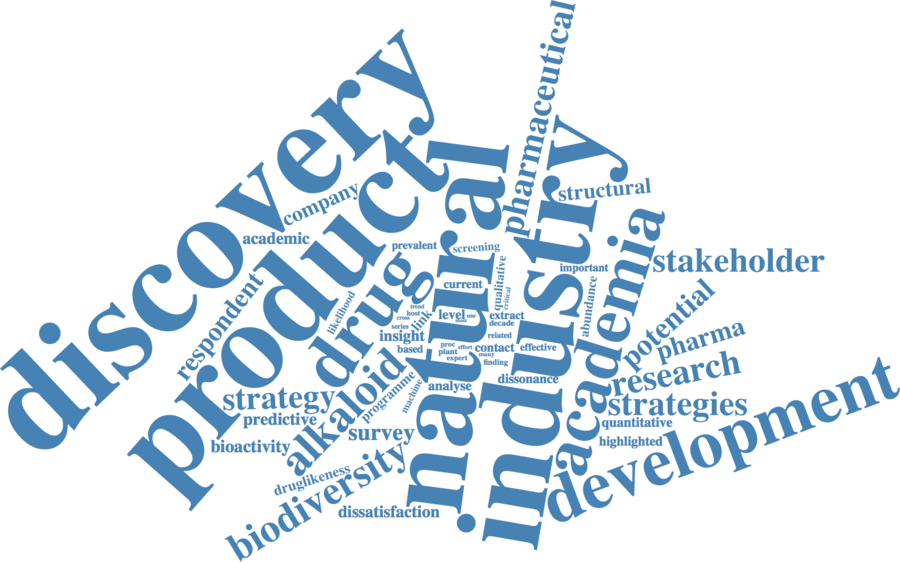 discovery
product
natural
industry
development
pharmaceutical
academia
drug
alkaloid
biodiversity
stakeholder
structural
company
academic
respondent
prevalent
screening
likelihood
current
qualitative
critical
important
abundance
potential
pharma
research
strategies
quantitative
highlighted
strategy
predictive
bioactivity
survey
druglikeness
dissatisfaction
programme
machine
analyse
dissonance
insight
link
level
use
extract
decade
related
contact
effective
based
plant
proc
effort
many
expert
finding
trend
host
series